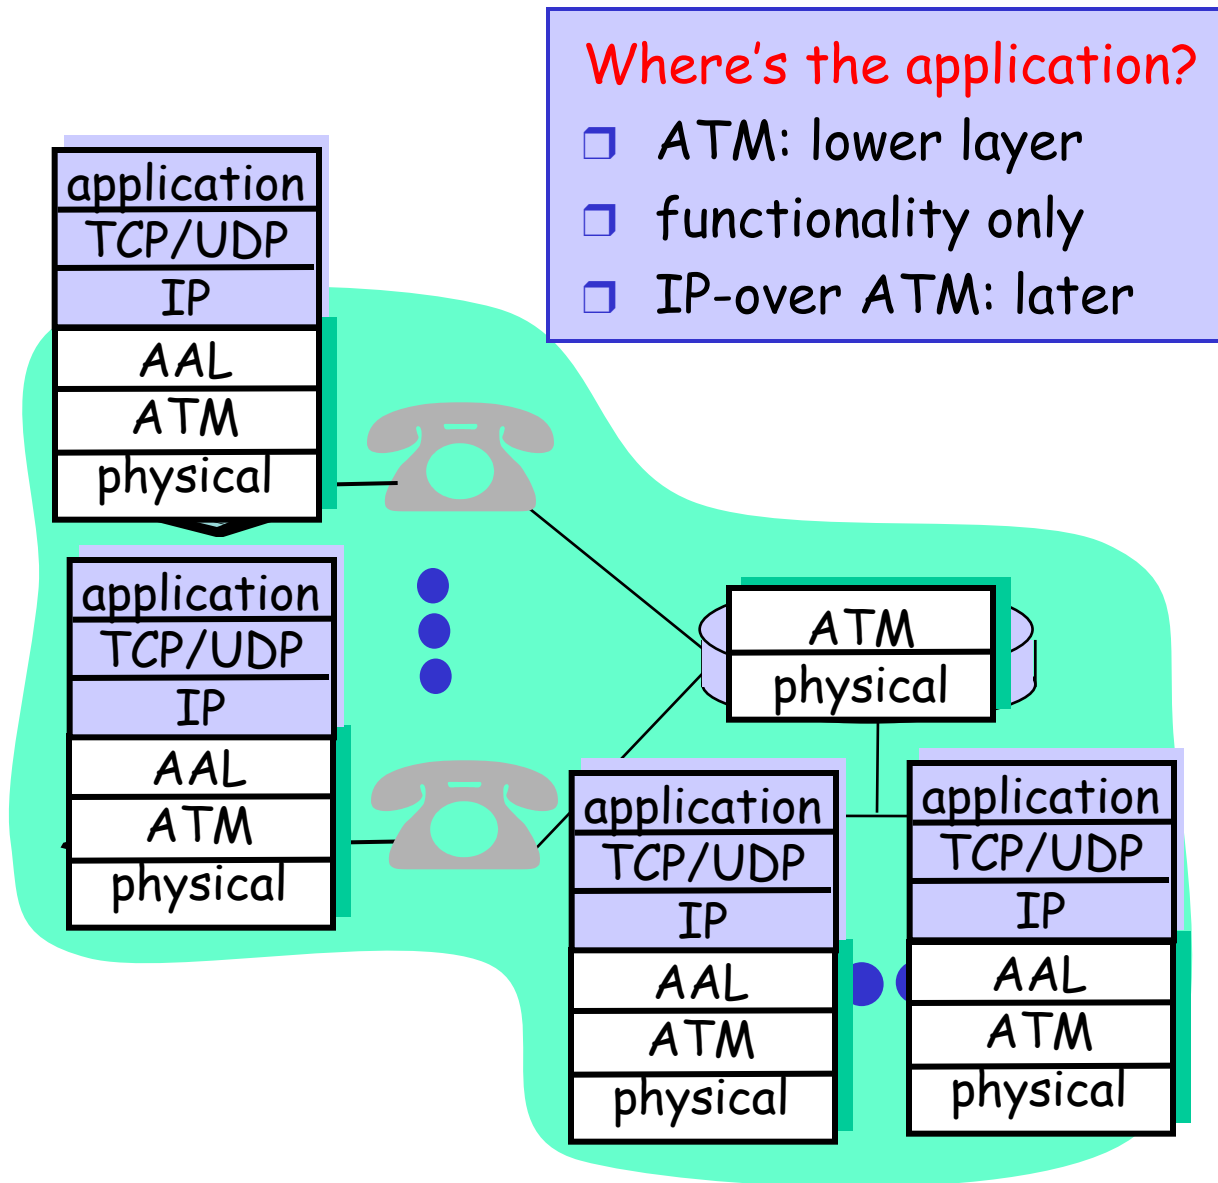 Where's the application?
ATM: lower layer
functionality only
IP-over ATM: later
application
TCP/UDP
IP
AAL
ATM
physical
application
TCP/UDP
IP
AAL
ATM
physical
ATM
physical
application
TCP/UDP
IP
AAL
ATM
physical
application
TCP/UDP
IP
AAL
ATM
physical